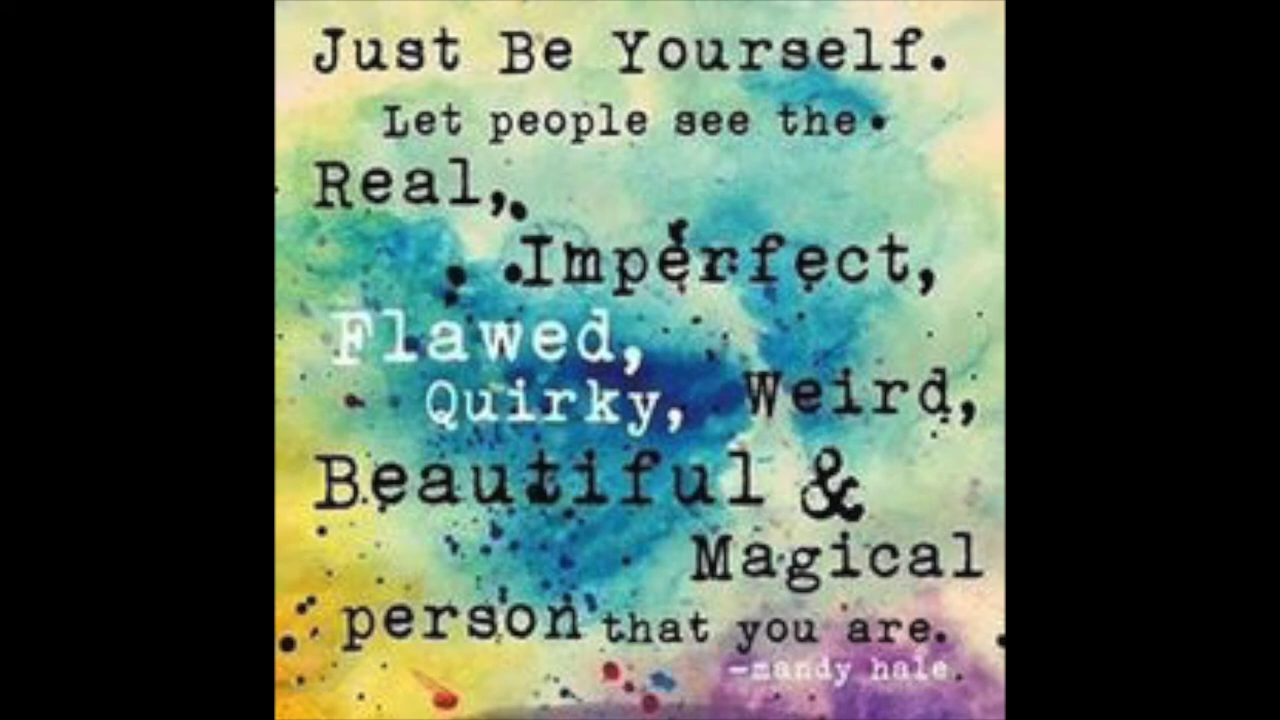 Just Be Yourself.
Let people see the
Real,
Imperfect,
Flawed,
Quirky, Weird,
Beautiful &
Magical
person that you are.
-mandy hale.